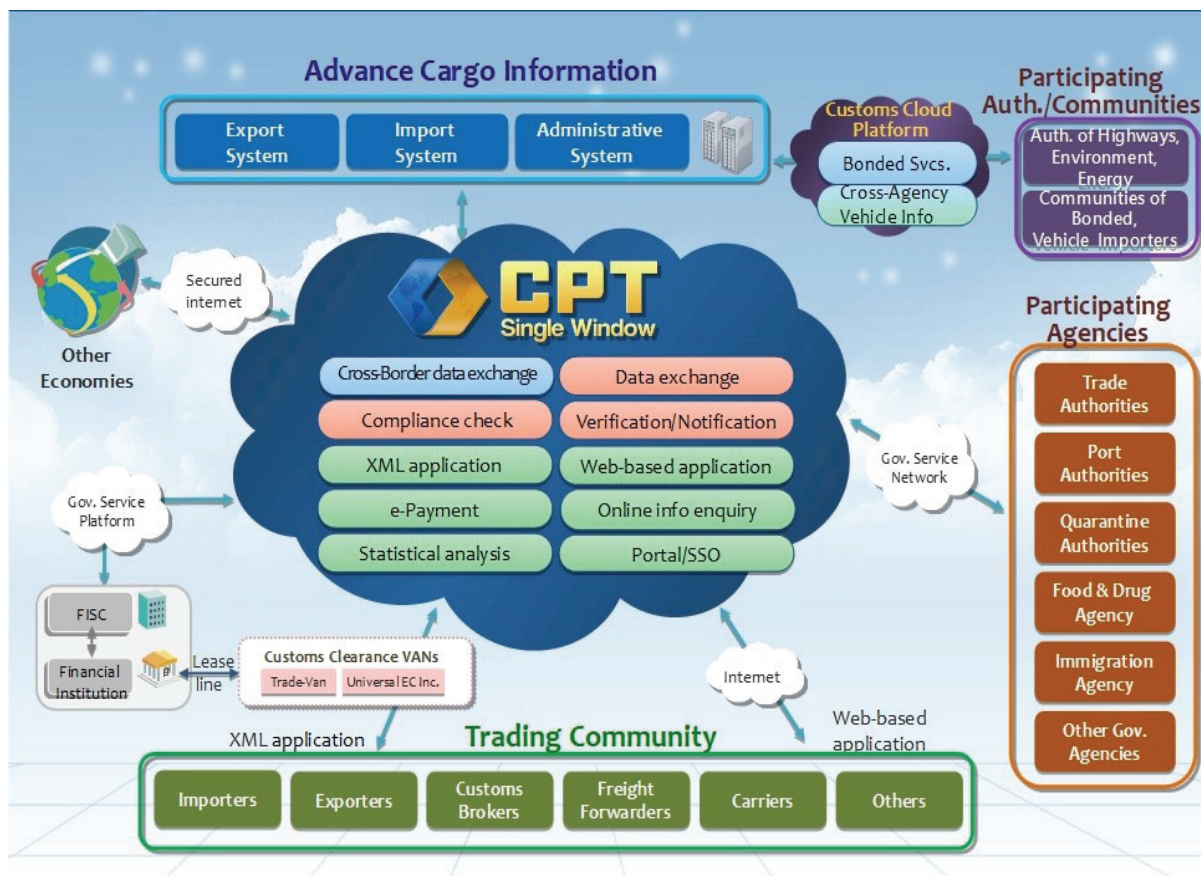 Advance Cargo Information
Export
System
Import
System
Administrative
System
Customs Cloud
Platform
Bonded Svcs.
Cross-Agency
Vehicle Info
Participating
Auth./Communities
Auth. of Highways,
Environment,
Energy
Communities of
Bonded,
Vehicle Importers
Other
Economies
Secured
internet
CPT
Single Window
Cross-Border data exchange
Data exchange
Compliance check
Verification/Notification
XML application
Web-based application
e-Payment
Online info enquiry
Statistical analysis
Portal/SSO
Participating
Agencies
Trade
Authorities
Port
Authorities
Quarantine
Authorities
Food & Drug
Agency
Immigration
Agency
Other Gov.
Agencies
Gov. Service
Network
Gov. Service
Platform
FISC
Financial
Institution
Lease
line
Customs Clearance VANs
Trade-Van
Universal EC Inc.
Internet
XML application
Web-based
application
Trading Community
Importers
Exporters
Customs
Brokers
Freight
Forwarders
Carriers
Others